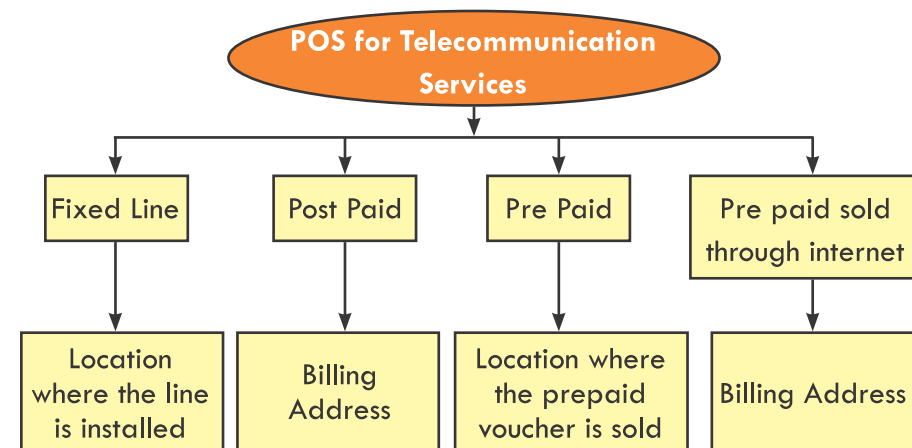 POS for Telecommunication
Services
Fixed Line
Post Paid
Pre Paid
Pre paid sold
through internet
Location
where the line
is installed
Billing
Address
Location where
the prepaid
voucher is sold
Billing Address